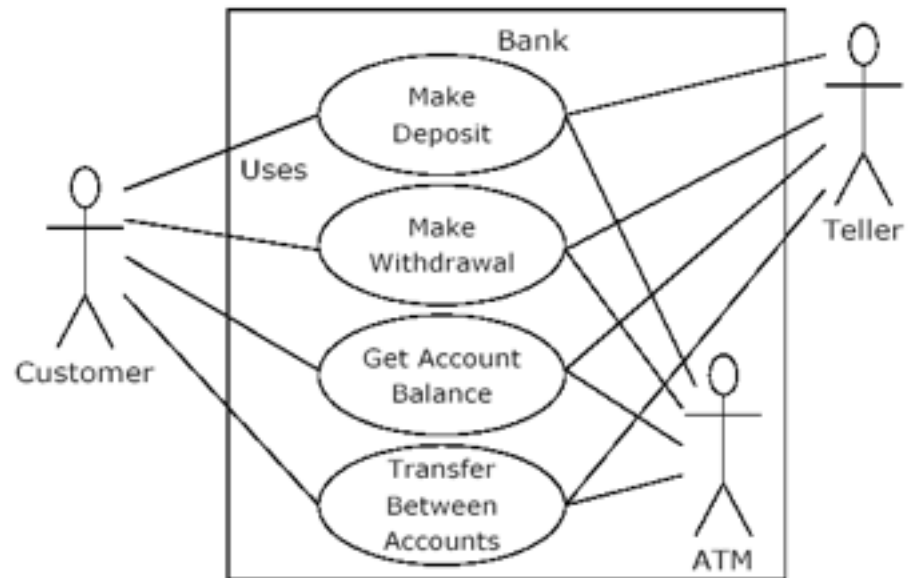 Bank
Make
Deposit
Uses
Make
Withdrawal
Teller
Customer
Get Account
Balance
Transfer
Between
Accounts
ATM